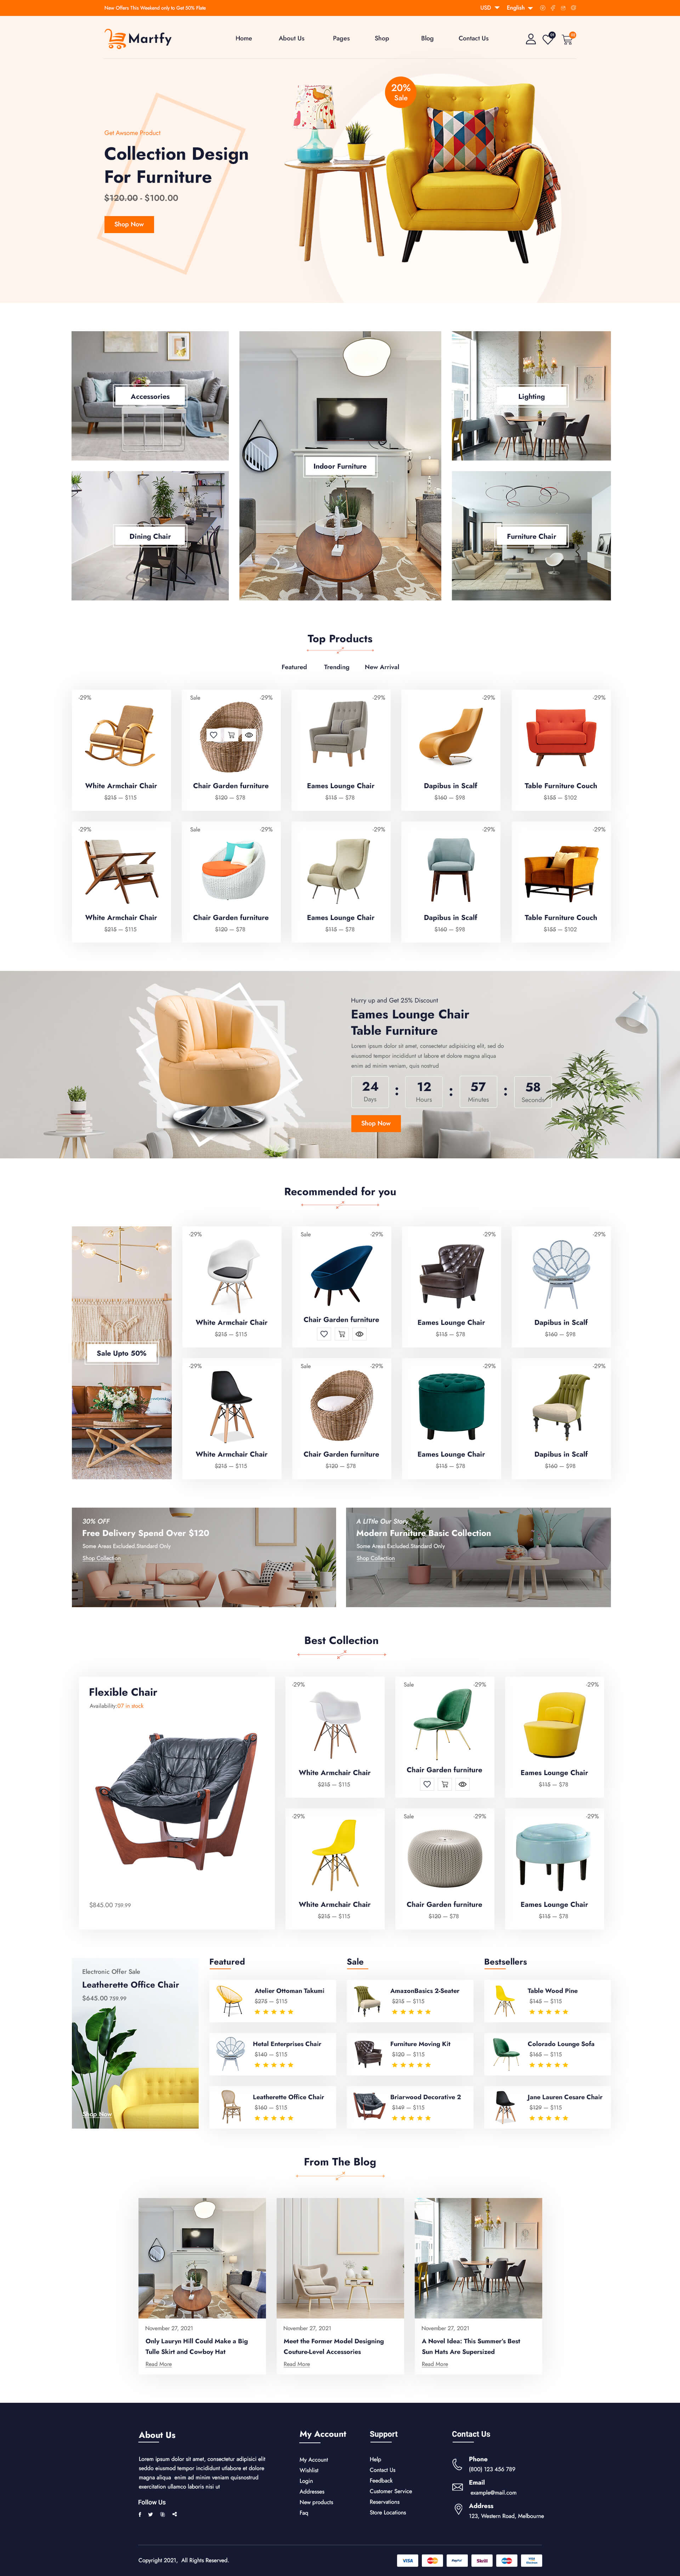 New Offers This Weekend only to Get 50% Flate
USD
English
Martfy
Home
About Us
Pages
Shop
Blog
Contact Us
20%
Sale
Get Awsome Product
Collection Design
For Furniture
$120.00 - $100.00
Shop Now
Accessories
Indoor Furniture
Lighting
Dining Chair
Furniture Chair
Top Products
Featured
Trending
New Arrival
-29%
White Armchair Chair
$215 — $115
Sale
-29%
Chair Garden furniture
$120 — $78
-29%
Eames Lounge Chair
$115 — $78
-29%
Dapibus in Scalf
$160 — $98
-29%
Table Furniture Couch
$155 — $102
-29%
White Armchair Chair
$215 — $115
Sale
-29%
Chair Garden furniture
$120 — $78
-29%
Eames Lounge Chair
$115 — $78
-29%
Dapibus in Scalf
$160 — $98
-29%
Table Furniture Couch
$155 — $102
Hurry up and Get 25% Discount
Eames Lounge Chair
Table Furniture
Lorem ipsum dolor sit amet, consectetur adipisicing elit, sed do
eiusmod tempor incididunt ut labore et dolore magna aliqua
enim ad minim veniam, quis nostrud
24 : 12 : 57 : 58
Days
Hours
Minutes
Seconds
Shop Now
Recommended for you
Sale Upto 50%
-29%
White Armchair Chair
$215 — $115
Sale
-29%
Chair Garden furniture
-29%
Eames Lounge Chair
$115 — $78
-29%
Dapibus in Scalf
$160 — $98
-29%
White Armchair Chair
$215 — $115
Sale
-29%
Chair Garden furniture
$120 — $78
-29%
Eames Lounge Chair
$115 — $78
-29%
Dapibus in Scalf
$160 — $98
30% OFF
Free Delivery Spend Over $120
Some Areas Excluded.Standard Only
Shop Collection
A LITtle Our Story
Modern Furniture Basic Collection
Some Areas Excluded.Standard Only
Shop Collection
Best Collection
Flexible Chair
Availability:07 in stock
$845.00 759.99
-29%
White Armchair Chair
$215 — $115
Sale
-29%
Chair Garden furniture
-29%
Eames Lounge Chair
$115 — $78
-29%
White Armchair Chair
$215 — $115
Sale
-29%
Chair Garden furniture
$120 — $78
-29%
Eames Lounge Chair
$115 — $78
Electronic Offer Sale
Leatherette Office Chair
$645.00 759.99
Shop Now
Featured
Atelier Ottoman Takumi
$275 — $115
Hetal Enterprises Chair
$140 — $115
Leatherette Office Chair
$160 — $115
Sale
AmazonBasics 2-Seater
$215 — $115
Furniture Moving Kit
$120 — $115
Briarwood Decorative 2
$149 — $115
Bestsellers
Table Wood Pine
$145 — $115
Colorado Lounge Sofa
$165 — $115
Jane Lauren Cesare Chair
$129 — $115
From The Blog
November 27, 2021
Only Lauryn Hill Could Make a Big
Tulle Skirt and Cowboy Hat
Read More
November 27, 2021
Meet the Former Model Designing
Couture-Level Accessories
Read More
November 27, 2021
A Novel Idea: This Summer's Best
Sun Hats Are Supersized
Read More
About Us
Lorem ipsum dolor sit amet, consectetur adipisici elit
seddo eiusmod tempor incididunt utlabore et dolore
magna aliqua enim ad minim veniam quisnostrud
exercitation ullamco laboris nisi ut
Follow Us
My Account
My Account
Wishlist
Login
Addresses
New products
Faq
Support
Help
Contact Us
Feedback
Customer Service
Reservations
Store Locations
Contact Us
Phone
(800) 123 456 789
Email
example@mail.com
Address
123, Western Road, Melbourne
Copyright 2021, All Rights Reserved.
VISA
PayPal
Skrill